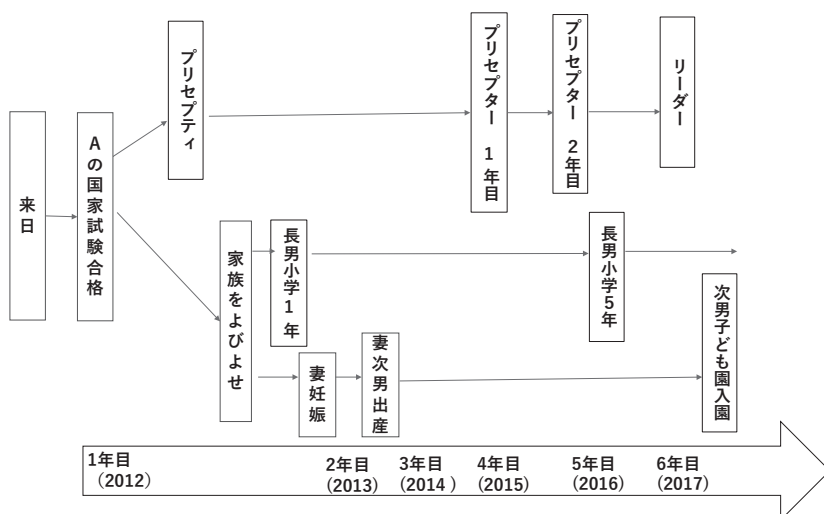 来日
Aの国家試験合格
プリセプティ
プリセプター 1年目
プリセプター 2年目
リーダー
家族をよびよせ
長男小学1年
長男小学5年
妻妊娠
妻次男出産
次男子ども園入園
1年目
（2012）
2年目
(2013)
3年目
(2014 )
4年目
(2015)
5年目
(2016)
6年目
(2017)